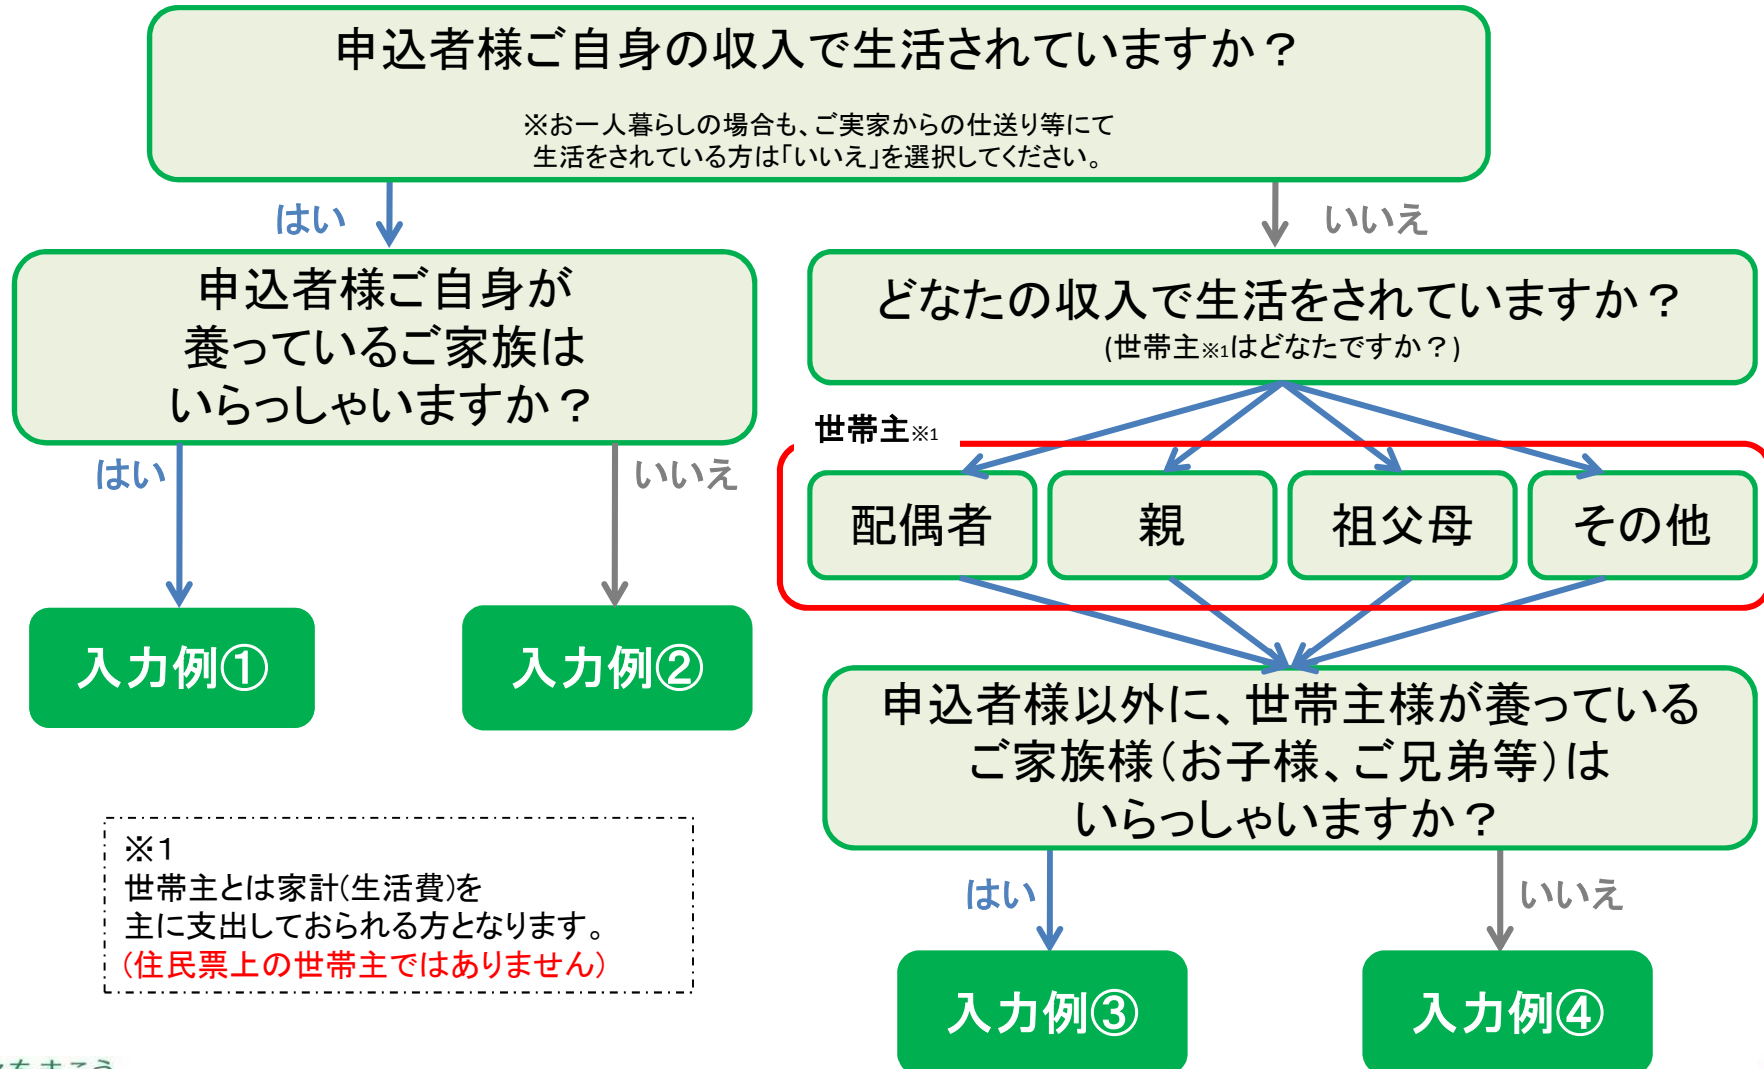 申込者様ご自身の収入で生活されていますか？
※お一人暮らしの場合も、ご実家からの仕送り等にて
生活をされている方は「いいえ」を選択してください。
はい
いいえ
申込者様ご自身が
養っているご家族は
いらっしゃいますか？
どなたの収入で生活をされていますか？
(世帯主※1はどなたですか？)
はい
いいえ
世帯主※1
配偶者
親
祖父母
その他
入力例①
入力例②
申込者様以外に、世帯主様が養っている
ご家族様(お子様、ご兄弟等)は
いらっしゃいますか？
※1
世帯主とは家計(生活費)を
主に支出しておられる方となります。
(住民票上の世帯主ではありません)
はい
いいえ
入力例③
入力例④